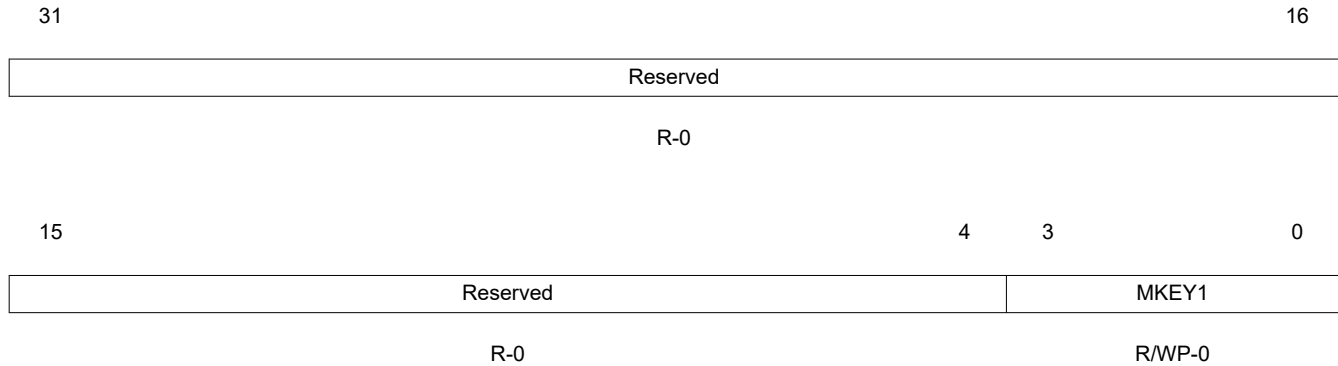 31 16
Reserved
R-0
15 4 3 0
Reserved MKEY1
R-0 R/WP-0